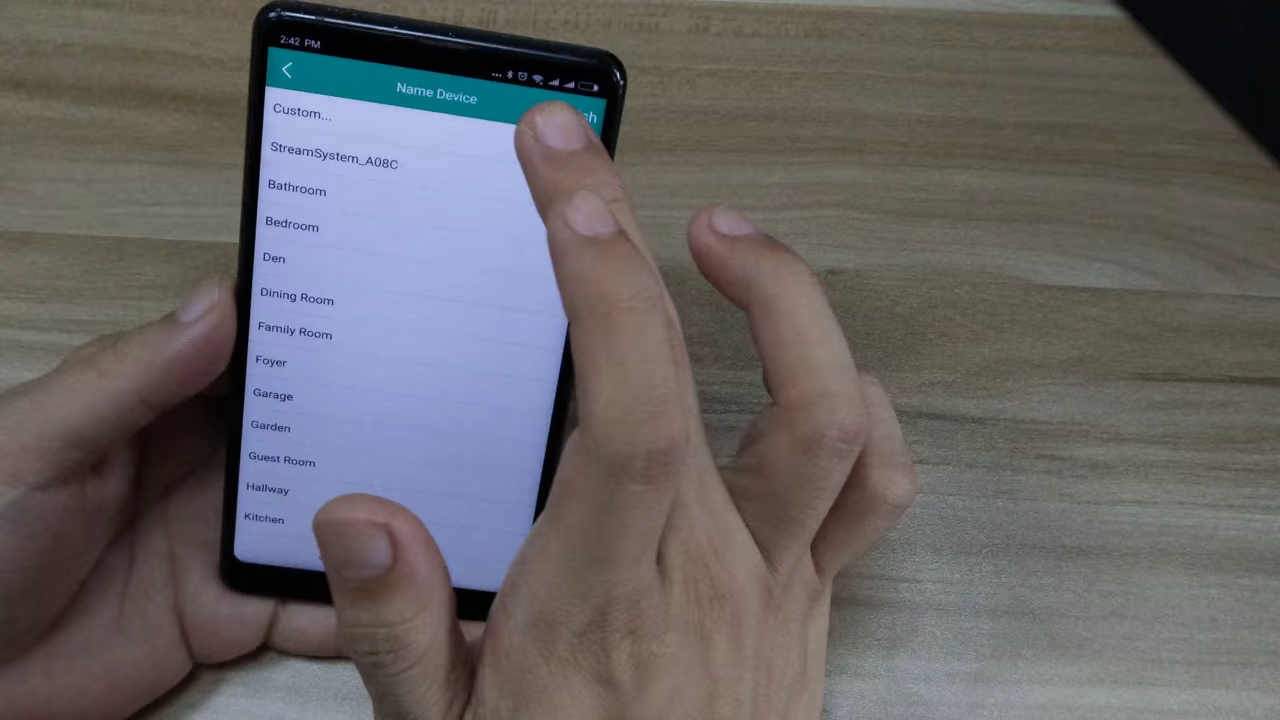 2:42 PM
Name Device
Custom...
StreamSystem_A08C
Bathroom
Bedroom
Den
Dining Room
Family Room
Foyer
Garage
Garden
Guest Room
Hallway
Kitchen